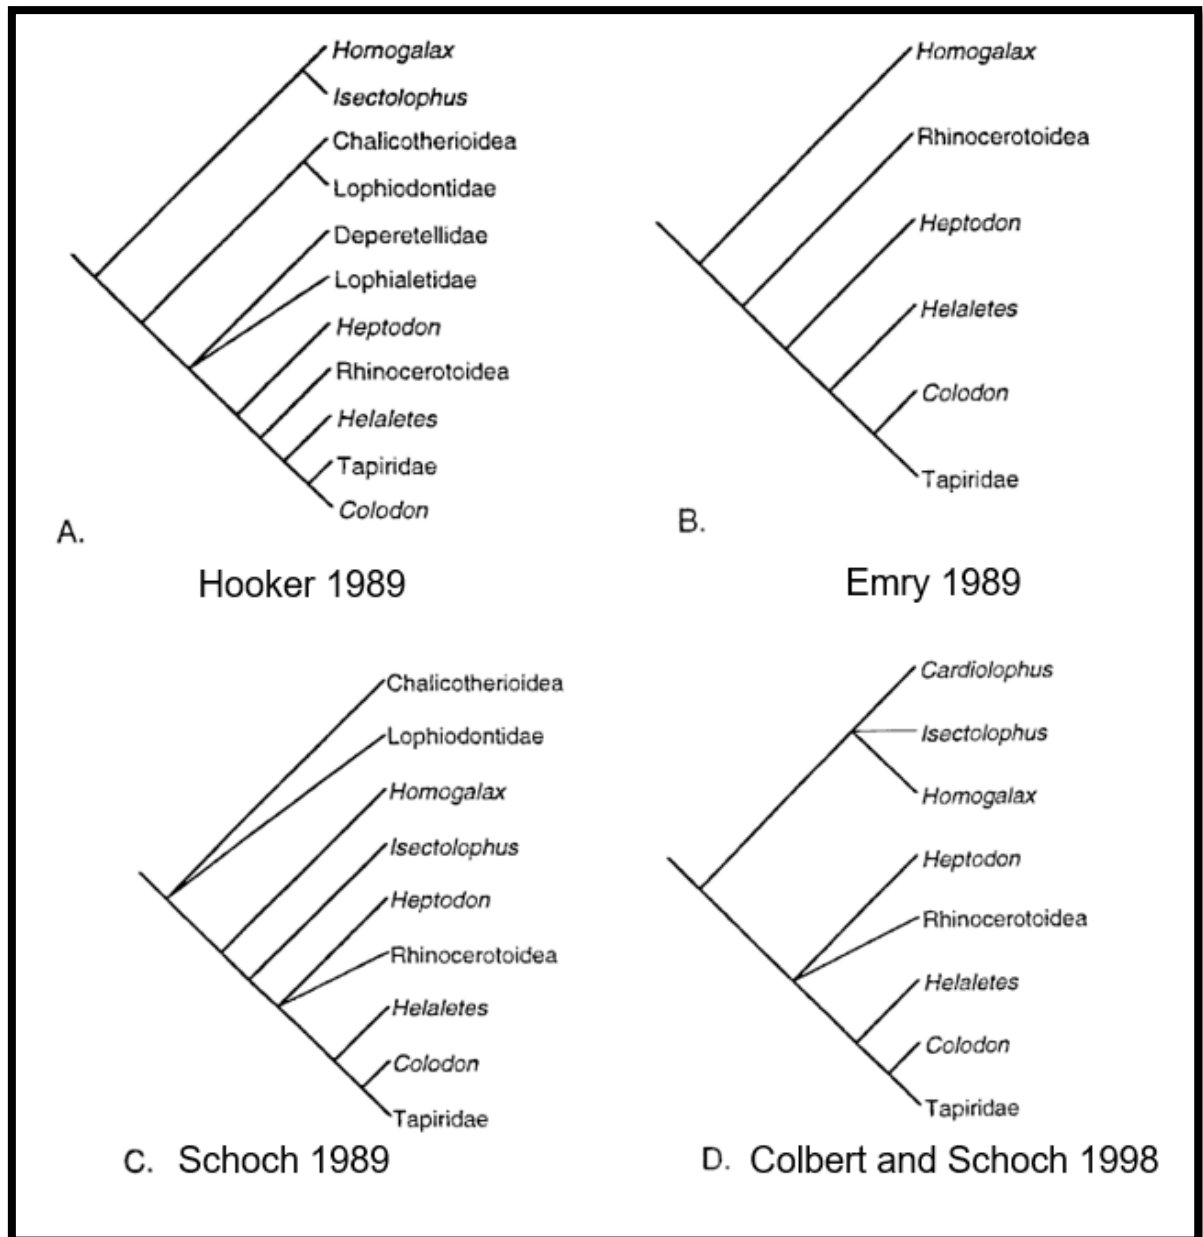 Homogalax
Isectolophus
Chalicotherioidea
Lophiodontidae
Deperetellidae
Lophialetidae
Heptodon
Rhinocerotoidea
Helaletes
Tapiridae
Colodon
A.
Hooker 1989
Homogalax
Rhinocerotoidea
Heptodon
Helaletes
Colodon
Tapiridae
B.
Emry 1989
Chalicotherioidea
Lophiodontidae
Homogalax
Isectolophus
Heptodon
Rhinocerotoidea
Helaletes
Colodon
Tapiridae
C. Schoch 1989
Cardiolophus
Isectolophus
Homogalax
Heptodon
Rhinocerotoidea
Helaletes
Colodon
Tapiridae
D. Colbert and Schoch 1998